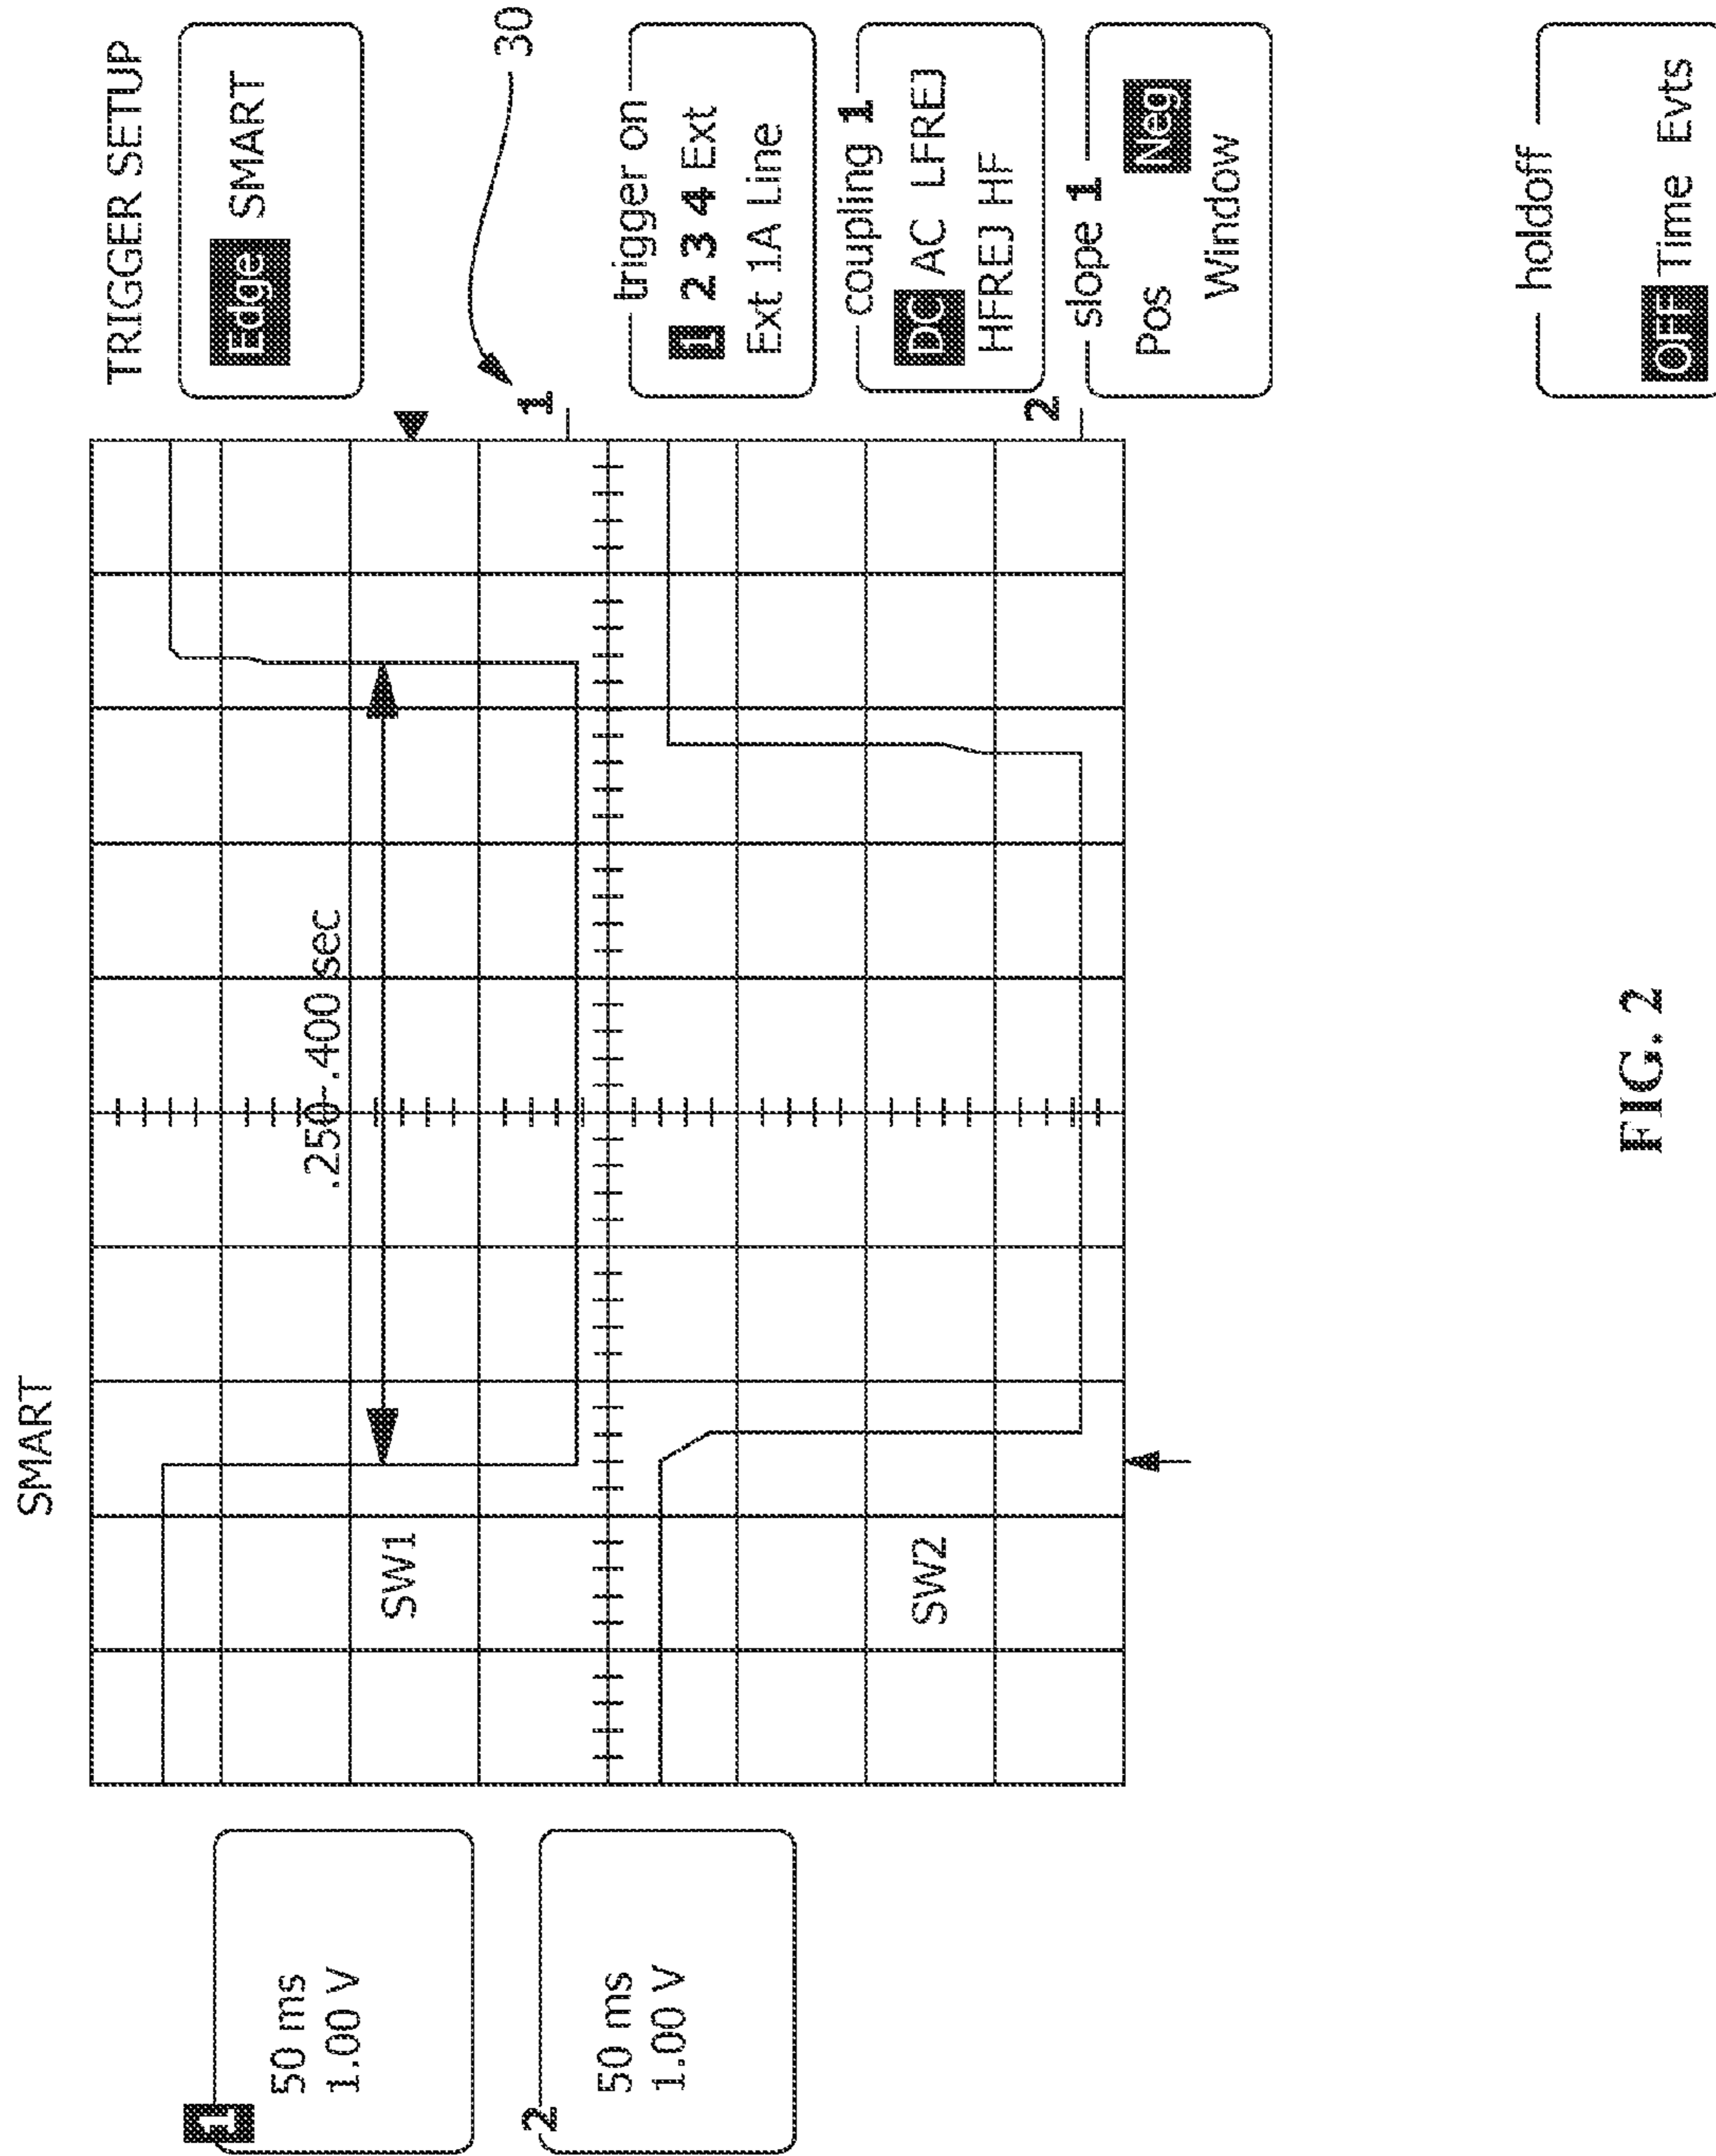 SMART
TRIGGER SETUP
Edge SMART
30
1
2
trigger on
1 2 3 4 Ext
Ext 1A Line
coupling 1
DC AC LFREJ
HFREJ HF
slope 1
Pos Neg
Window
holdoff
OFF Time Evts
1
50 ms
1.00 V
2
50 ms
1.00 V
.250-.400 sec
SW1
SW2
FIG. 2